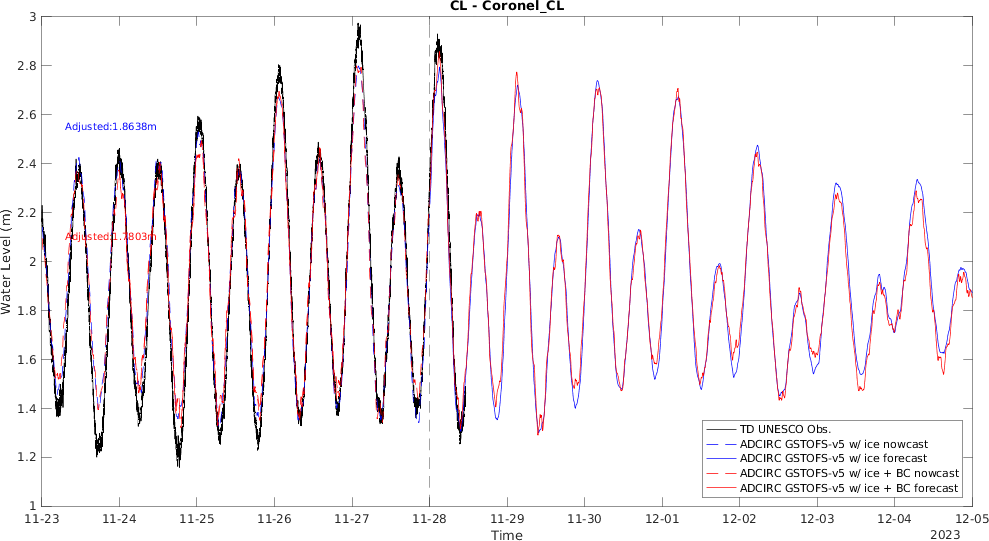 CL - Coronel_CL
3
2.8
2.6
2.4
2.2
2
1.8
1.6
1.4
1.2
1
Water Level (m)
Adjusted:1.8638m
Adjusted:1.7803m
TD UNESCO Obs.
ADCIRC GSTOFS-v5 w/ ice nowcast
ADCIRC GSTOFS-v5 w/ ice forecast
ADCIRC GSTOFS-v5 w/ ice + BC nowcast
ADCIRC GSTOFS-v5 w/ ice + BC forecast
11-23 11-24 11-25 11-26 11-27 11-28 11-29 11-30 12-01 12-02 12-03 12-04 12-05
Time
2023